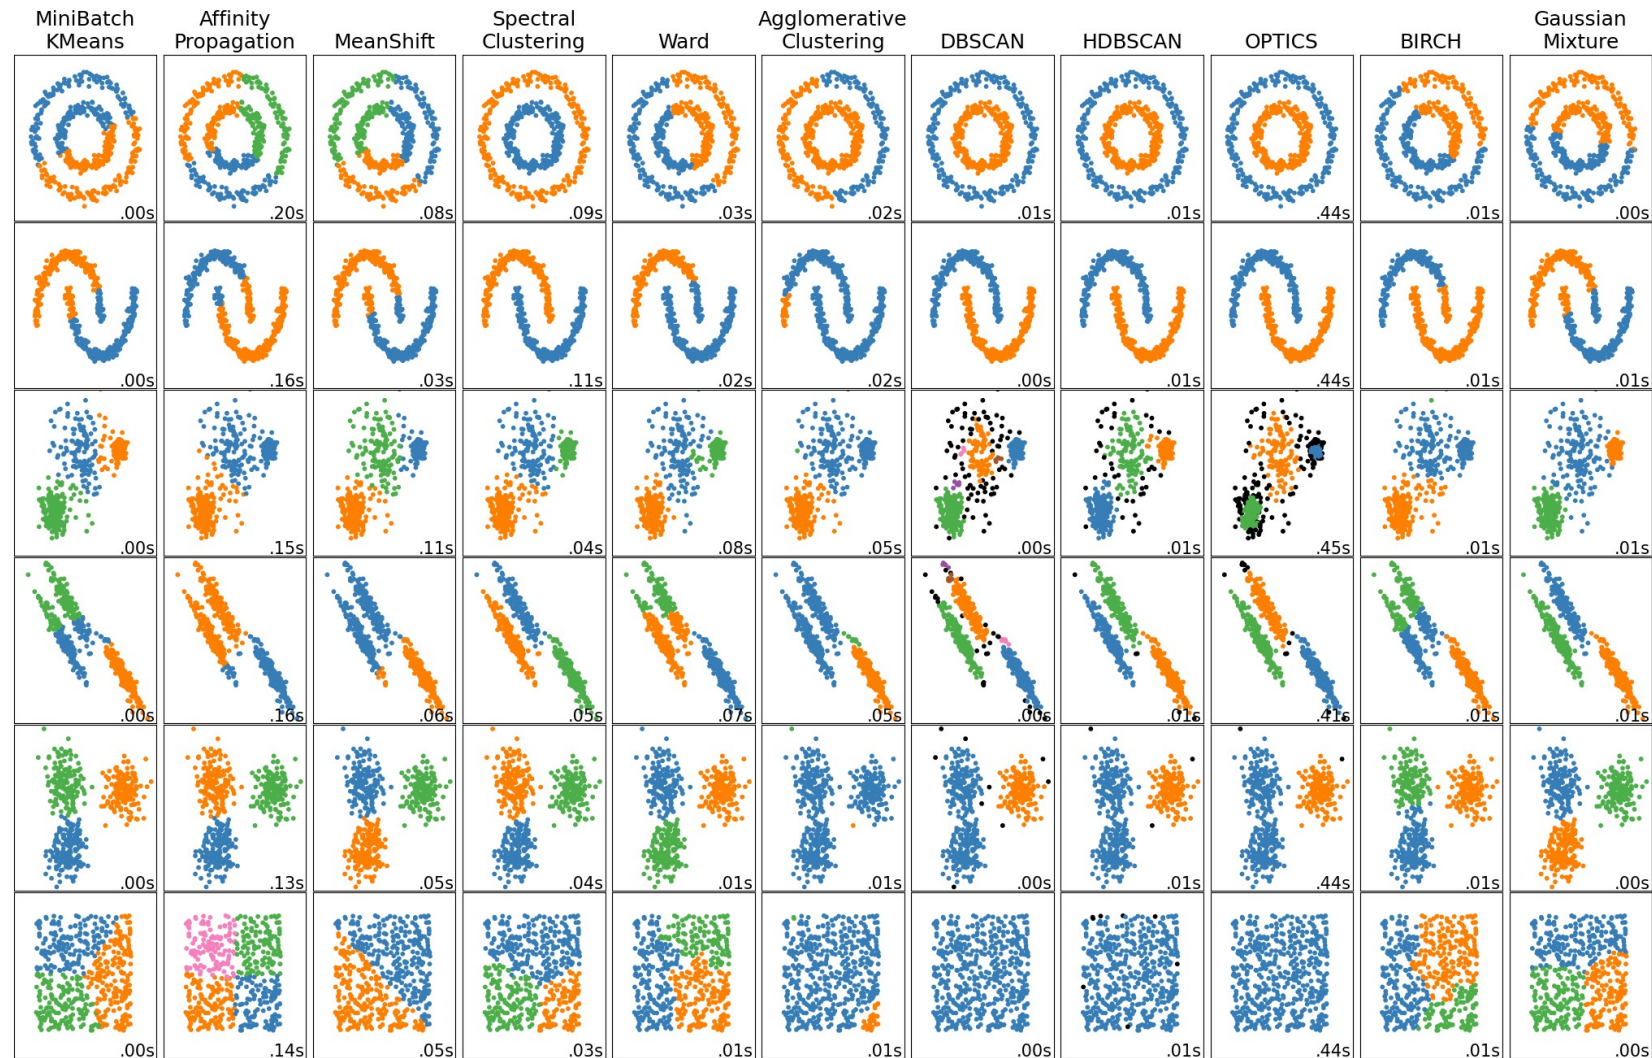 MiniBatch
KMeans
Affinity
Propagation
MeanShift
Spectral
Clustering
Ward
Agglomerative
Clustering
DBSCAN
HDBSCAN
OPTICS
BIRCH
Gaussian
Mixture
.00s .20s .08s .09s .03s .02s .01s .01s .44s .01s .00s
.00s .16s .03s .11s .02s .02s .00s .01s .44s .01s .01s
.00s .15s .11s .04s .08s .05s .00s .01s .45s .01s .01s
.00s .16s .06s .05s .07s .05s .00s .01s .41s .01s .01s
.00s .13s .05s .04s .01s .01s .00s .01s .44s .01s .00s
.00s .14s .05s .03s .01s .01s .00s .01s .44s .01s .00s